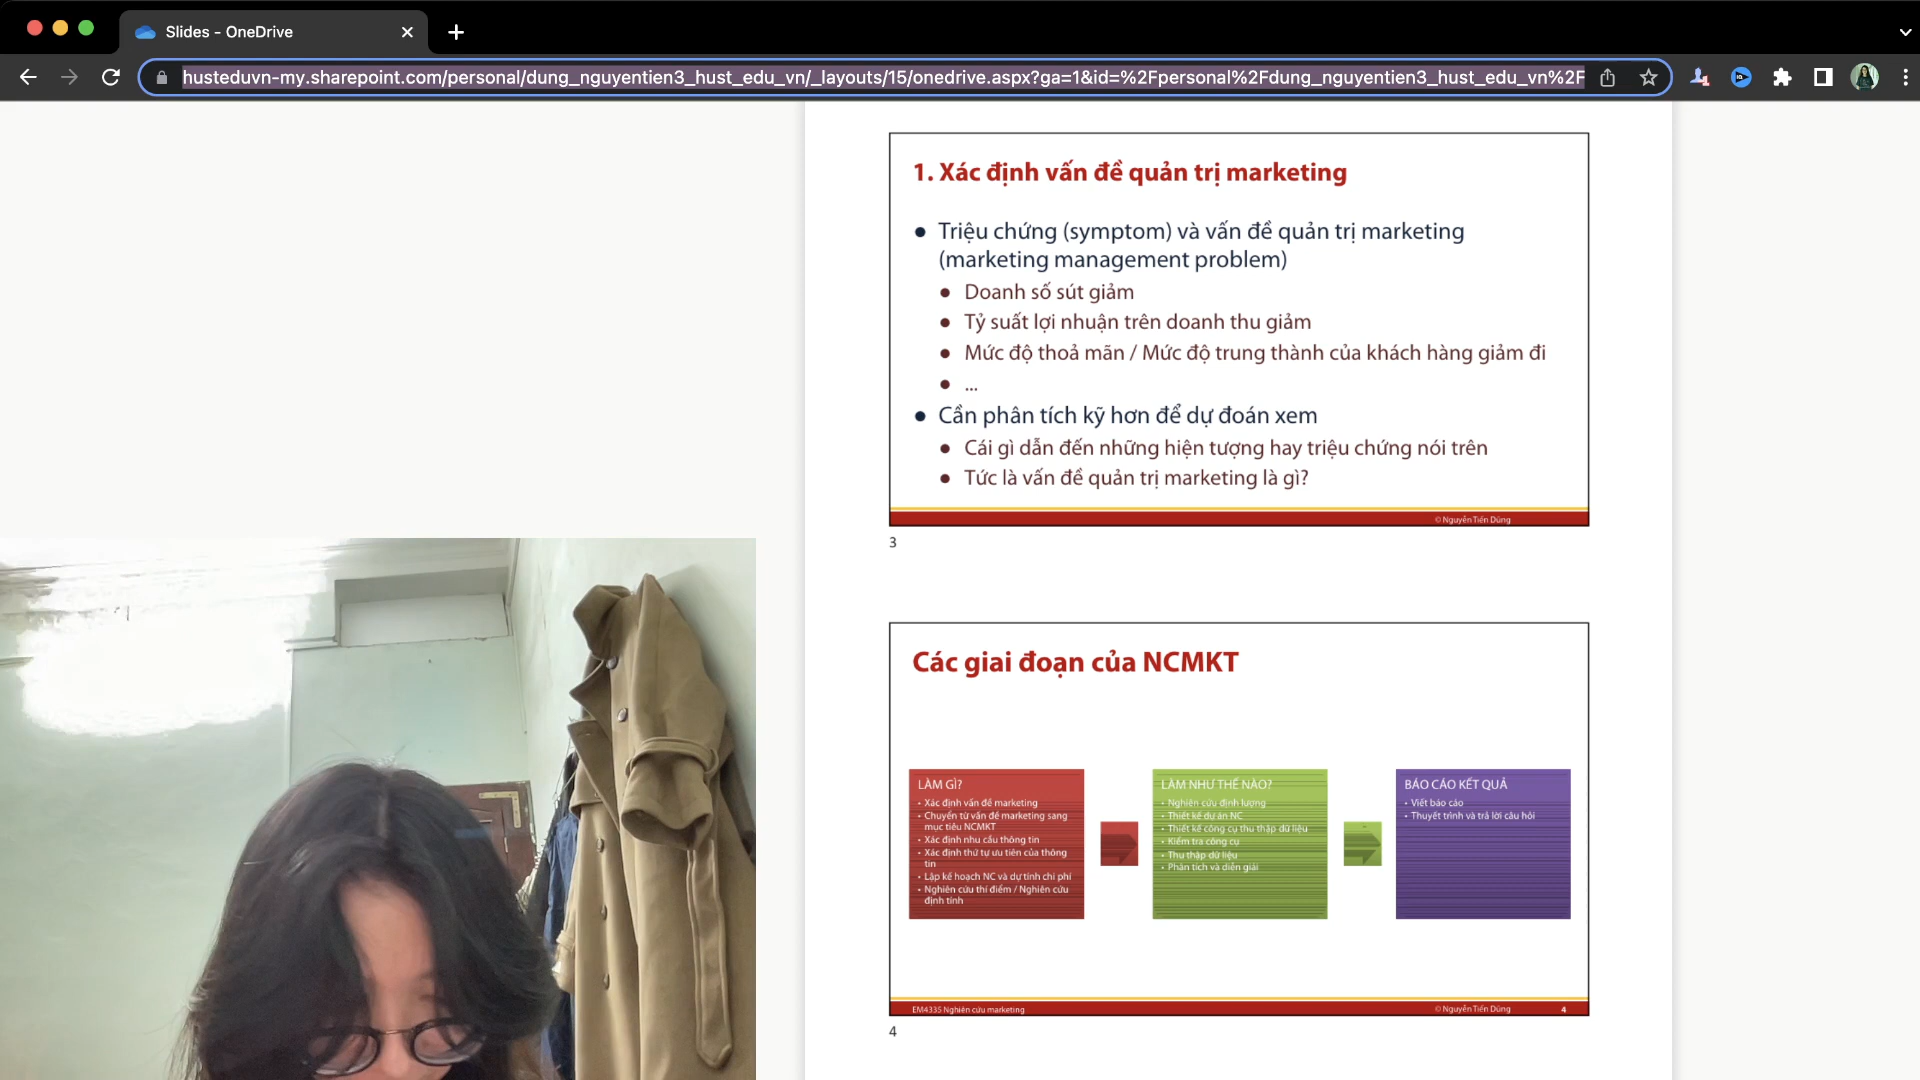 Slides - OneDrive
husteduvn-my.sharepoint.com/personal/dung_nguyentien3_hust_edu_vn/_layouts/15/onedrive.aspx?ga=1&id=%2Fpersonal%2Fdung_nguyentien3_hust_edu_vn%2F
1. Xác định vấn đề quản trị marketing
● Triệu chứng (symptom) và vấn đề quản trị marketing
(marketing management problem)
● Doanh số sút giảm
● Tỷ suất lợi nhuận trên doanh thu giảm
● Mức độ thoả mãn / Mức độ trung thành của khách hàng giảm đi
● ...
● Cần phân tích kỹ hơn để dự đoán xem
● Cái gì dẫn đến những hiện tượng hay triệu chứng nói trên
● Tức là vấn đề quản trị marketing là gì?
© Nguyễn Tiến Dũng
3
Các giai đoạn của NCMKT
LÀM GÌ?
• Xác định vấn đề marketing
• Chuyển từ vấn đề marketing sang
mục tiêu NCMKT
• Xác định nhu cầu thông tin
• Xác định thứ tự ưu tiên của thông
tin
• Lập kế hoạch NC và dự tính chi phí
• Nghiên cứu thí điểm / Nghiên cứu
định tính
LÀM NHƯ THẾ NÀO?
• Nghiên cứu định lượng
• Thiết kế dự án NC
• Thiết kế công cụ thu thập dữ liệu
• Kiểm tra công cụ
• Thu thập dữ liệu
• Phân tích và diễn giải
BÁO CÁO KẾT QUẢ
• Viết báo cáo
• Thuyết trình và trả lời câu hỏi
EM4335 Nghiên cứu marketing
© Nguyễn Tiến Dũng
4
4